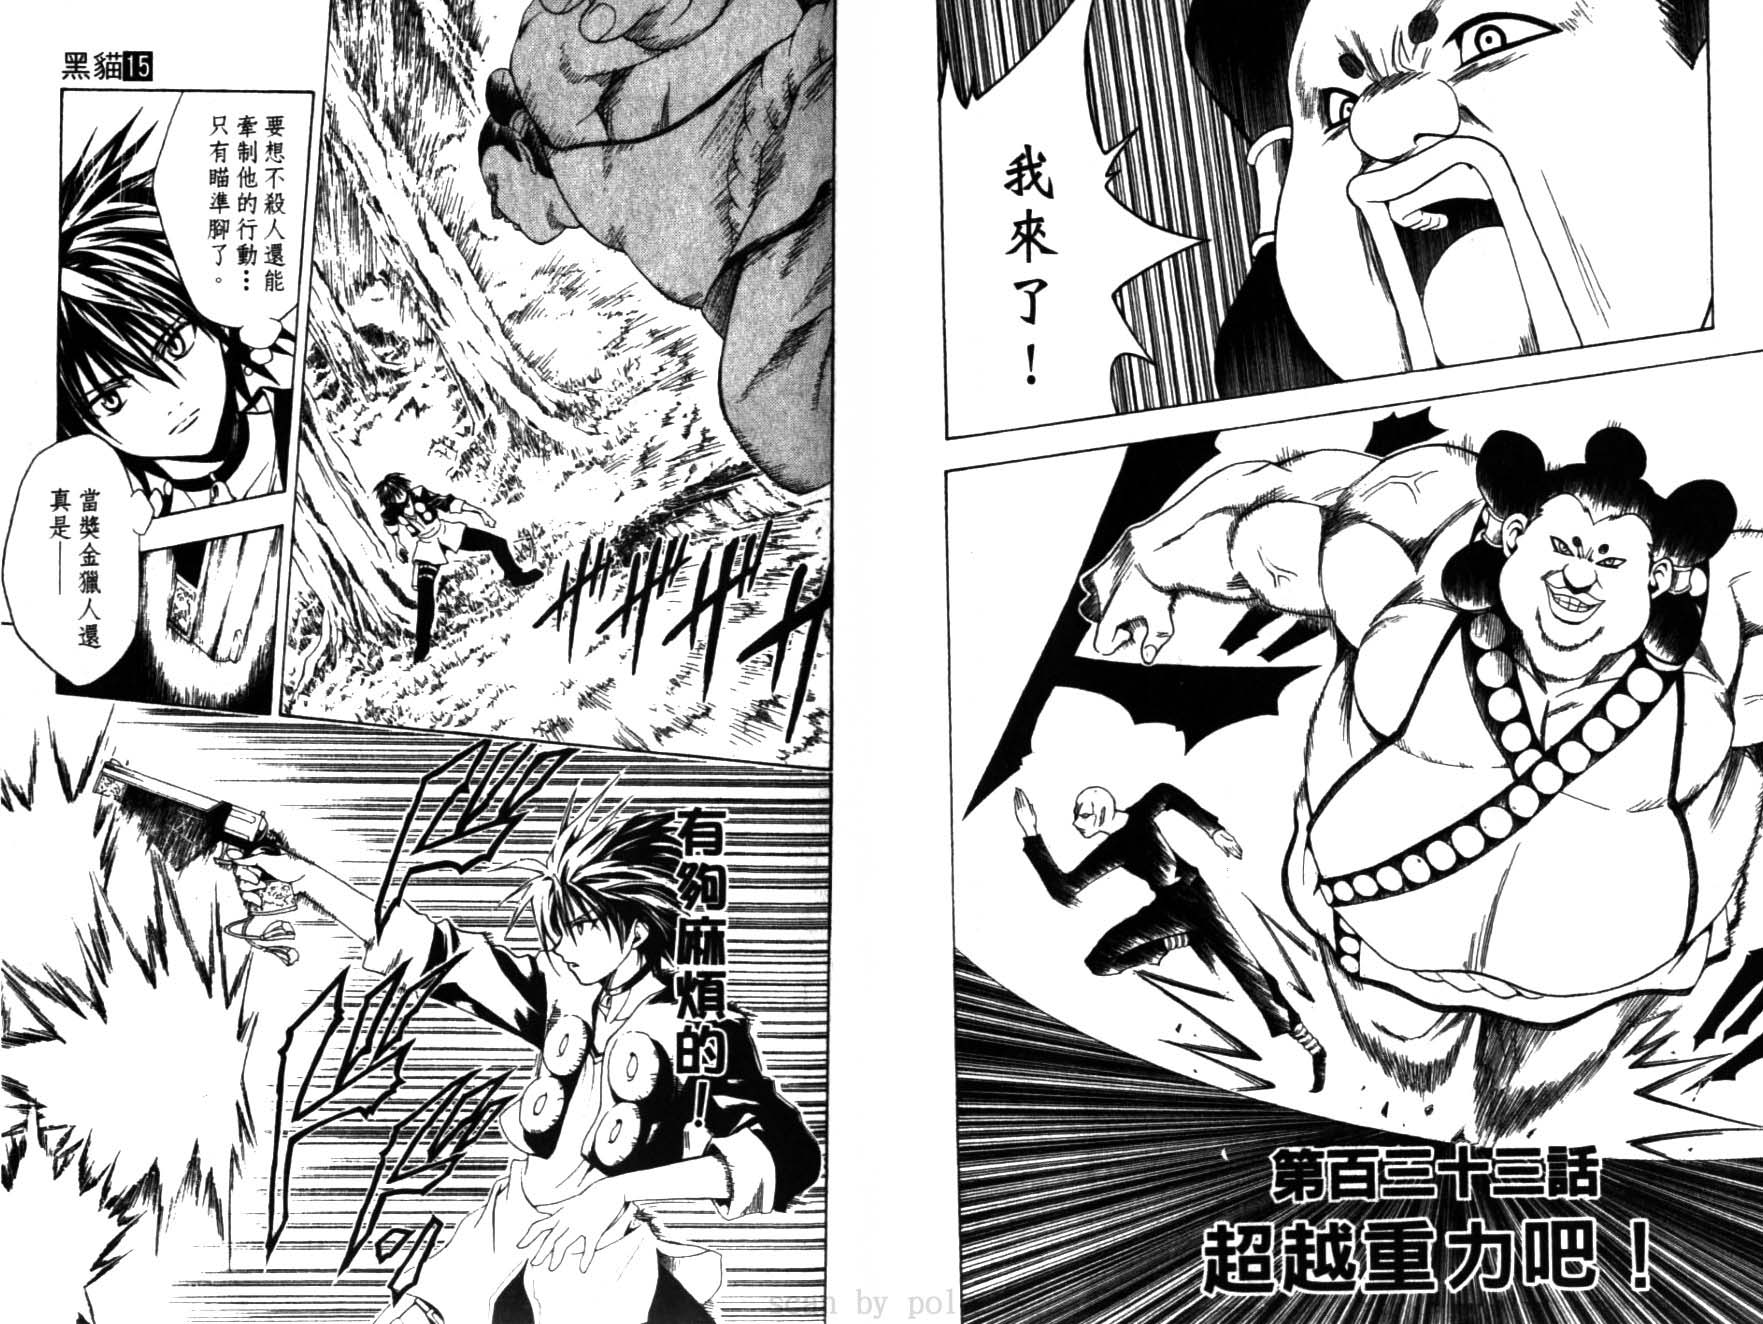 我來了！
第百三十三話
超越重力吧！
黑貓15
要想不殺人還能
牽制他的行動…
只有瞄準腳了。
當獎金獵人還
真是——
有夠麻煩的！
scan by pol